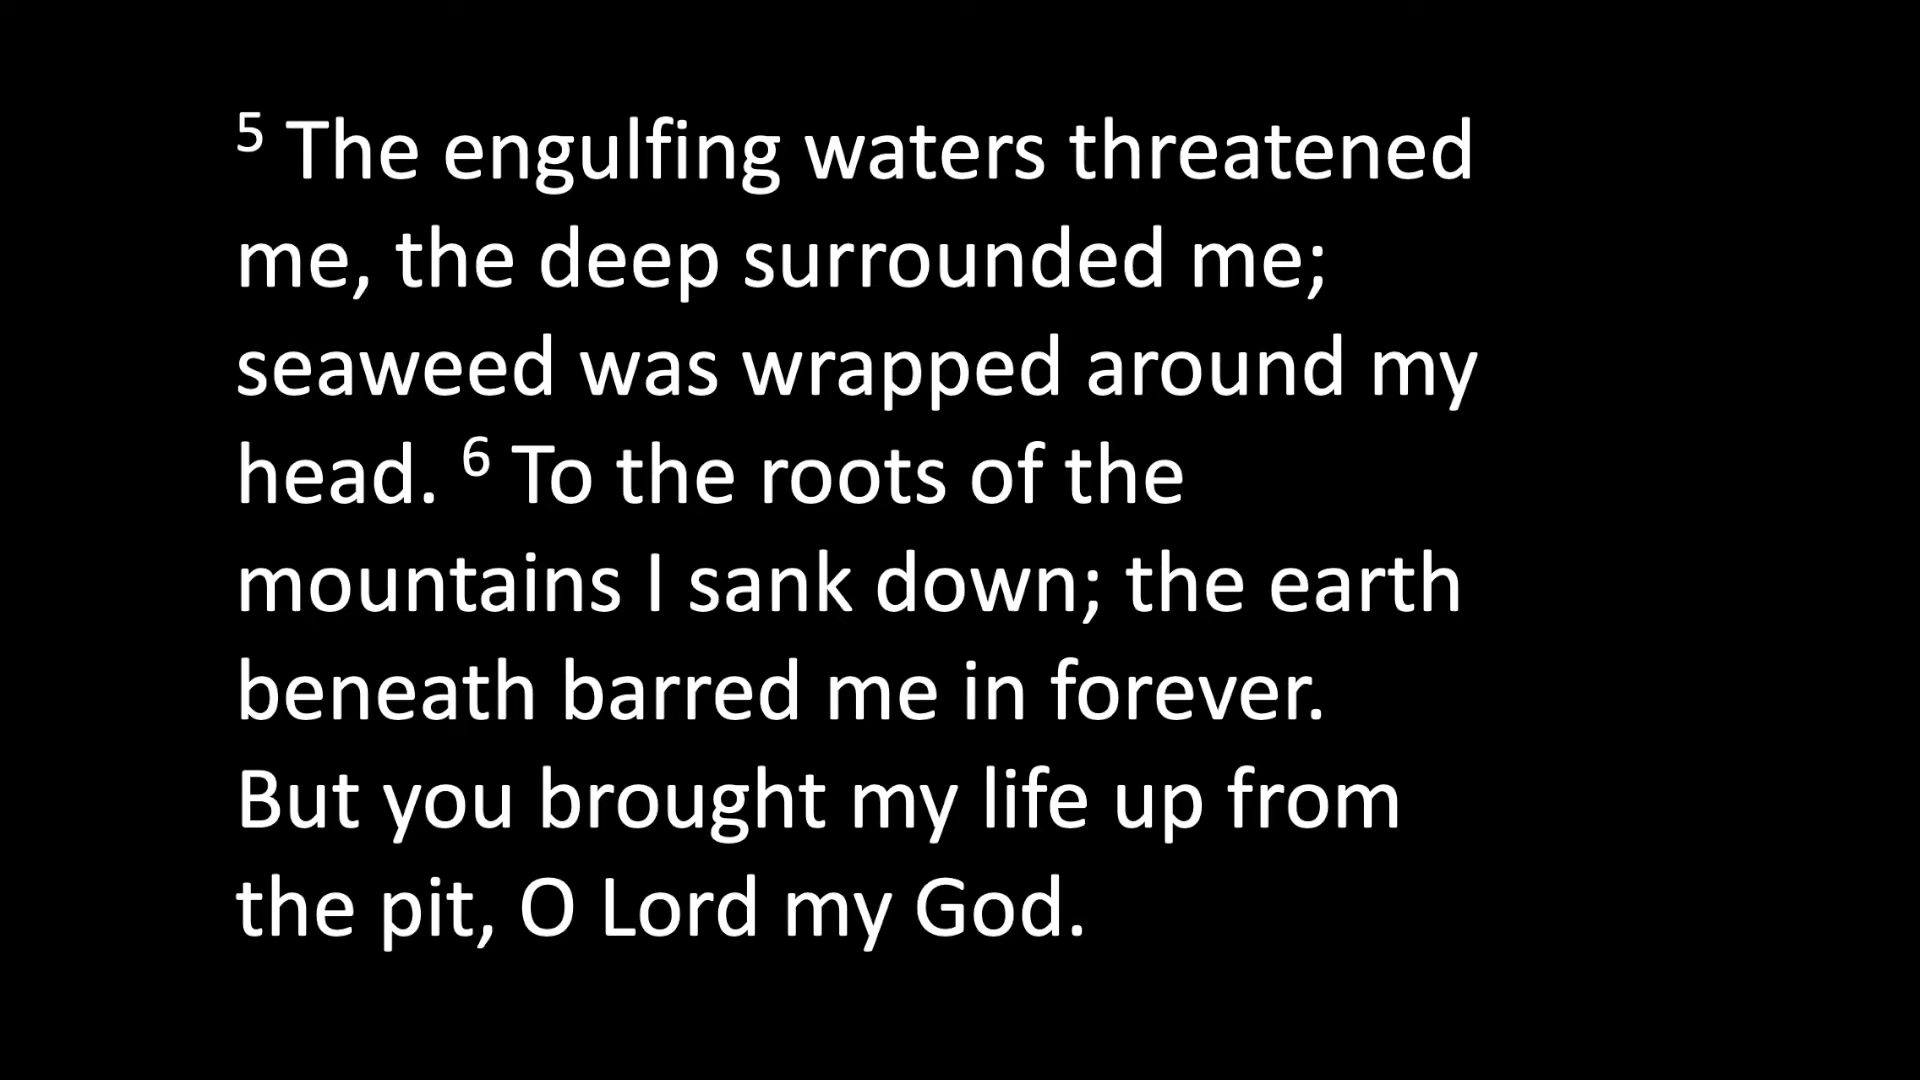 ⁵ The engulfing waters threatened
me, the deep surrounded me;
seaweed was wrapped around my
head. ⁶ To the roots of the
mountains I sank down; the earth
beneath barred me in forever.
But you brought my life up from
the pit, O Lord my God.